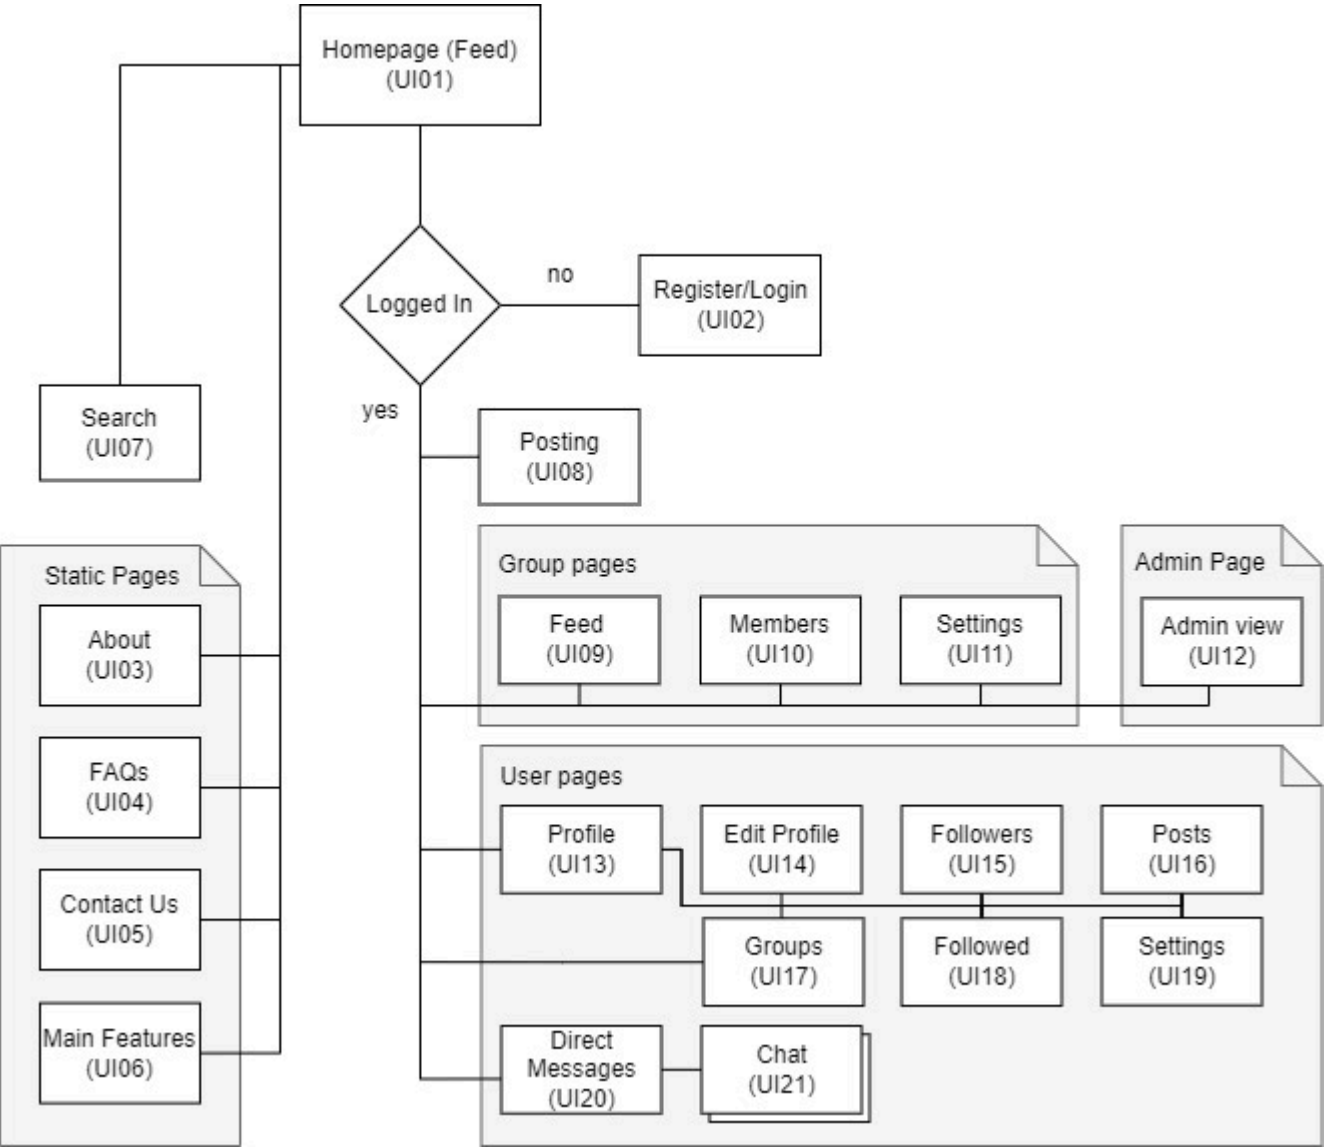 Homepage (Feed)
(UI01)
Logged In
no
Register/Login
(UI02)
yes
Search
(UI07)
Posting
(UI08)
Static Pages
About
(UI03)
FAQs
(UI04)
Contact Us
(UI05)
Main Features
(UI06)
Group pages
Feed
(UI09)
Members
(UI10)
Settings
(UI11)
Admin Page
Admin view
(UI12)
User pages
Profile
(UI13)
Edit Profile
(UI14)
Followers
(UI15)
Posts
(UI16)
Groups
(UI17)
Followed
(UI18)
Settings
(UI19)
Direct
Messages
(UI20)
Chat
(UI21)